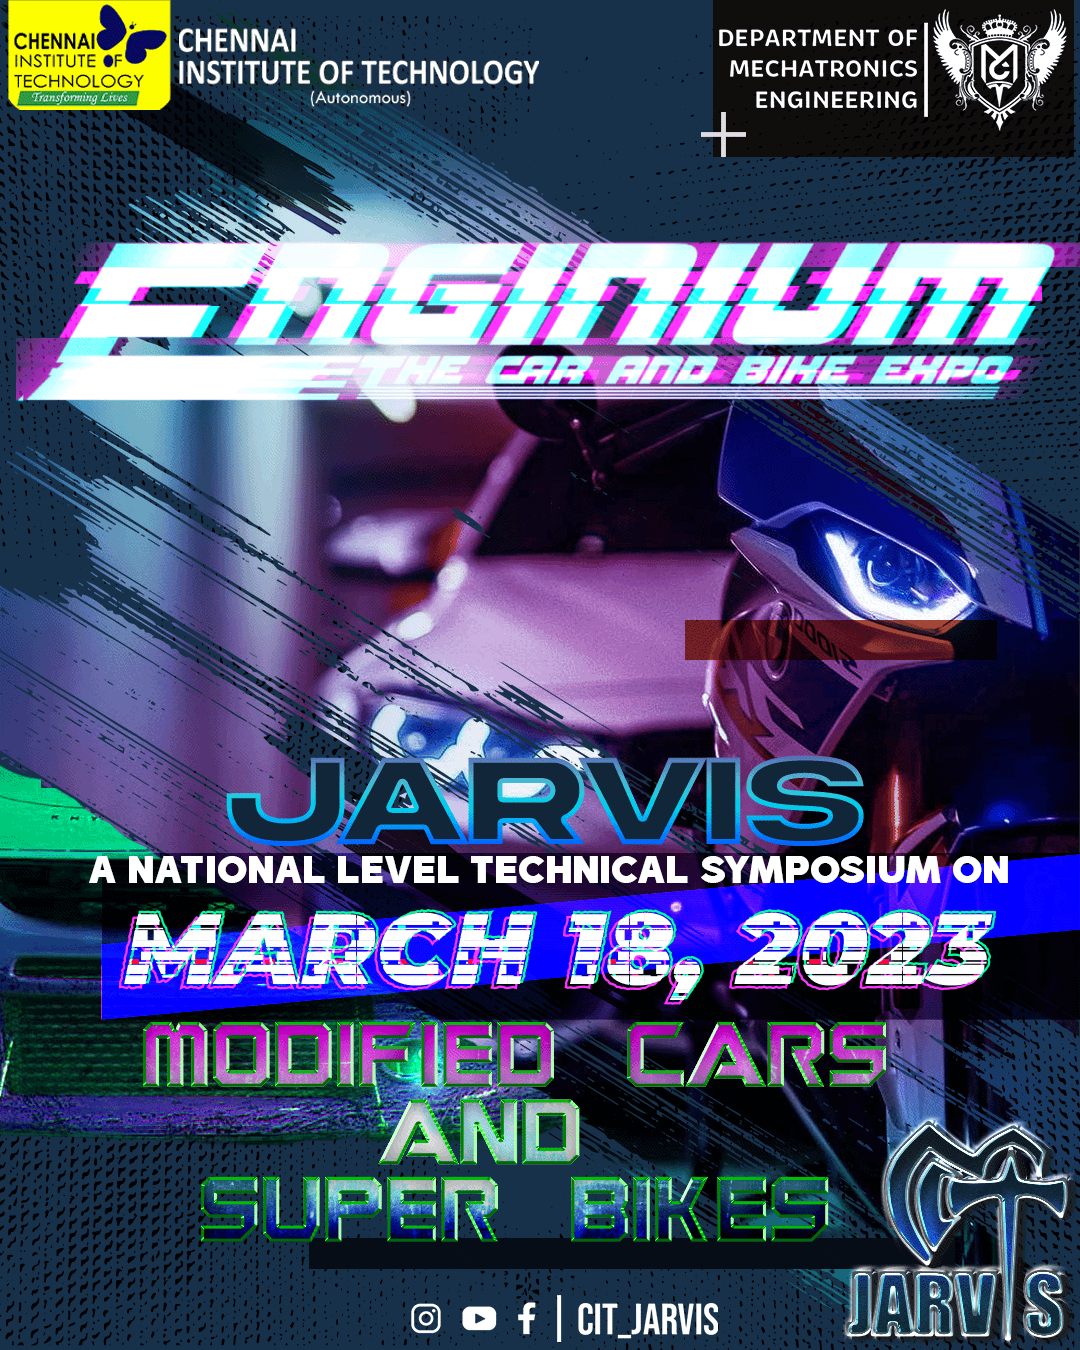 CHENNAI
INSTITUTE OF
TECHNOLOGY
Transforming Lives
CHENNAI
INSTITUTE OF TECHNOLOGY
(Autonomous)
DEPARTMENT OF
MECHATRONICS
ENGINEERING
ENGINIUM
THE CAR AND BIKE EXPO
JARVIS
A NATIONAL LEVEL TECHNICAL SYMPOSIUM ON
MARCH 18, 2023
MODIFIED CARS
AND
SUPER BIKES
JARVIS
CIT_JARVIS